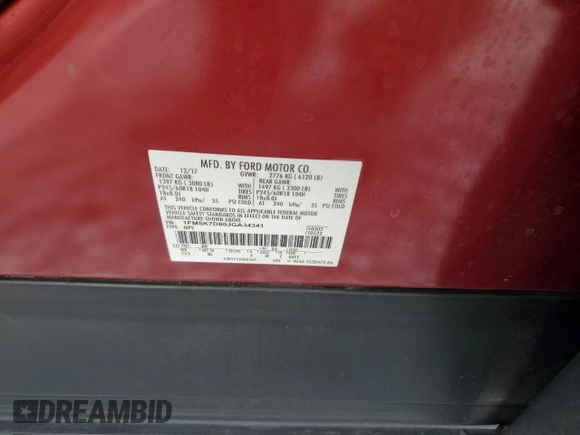 MFD. BY FORD MOTOR CO.
DATE: 12/17 GVWR: 2776 KG ( 6120 LB)
FRONT GAWR: REAR GAWR:
1397 KG ( 3080 LB) WITH 1497 KG ( 3300 LB) WITH
P245/60R18 104H TIRES P245/60R18 104H TIRES
18x8.0J RIMS 18x8.0J RIMS
AT 240 kPa/ 35 PSI COLD AT 240 kPa/ 35 PSI COLD
THIS VEHICLE CONFORMS TO ALL APPLICABLE FEDERAL MOTOR
VEHICLE SAFETY STANDARDS IN EFFECT ON THE DATE OF
MANUFACTURE SHOWN ABOVE.
VIN: 1FM5K7D80JGA34341
TYPE: MPV
DREAMBID